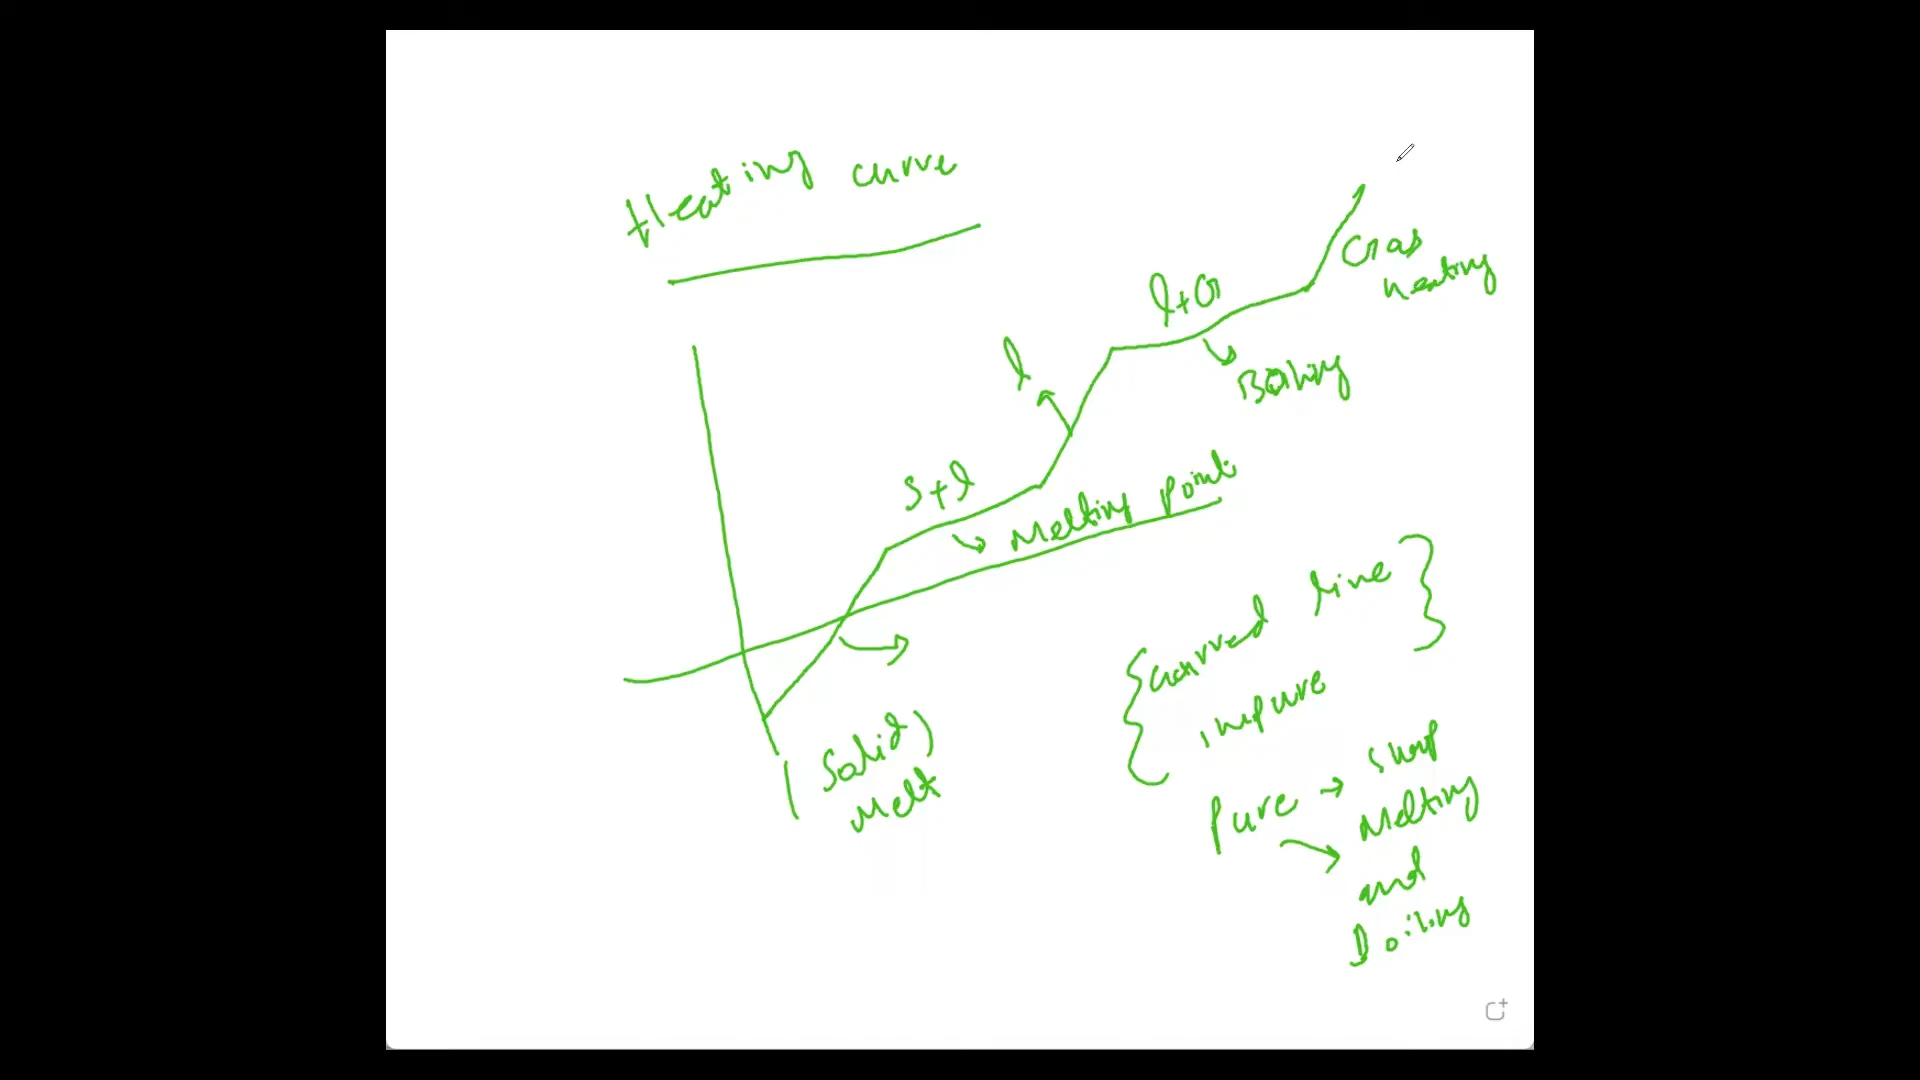 Heating curve
Gas
heating
l+G
l
Boiling
s+l
Melting point
curved line
impure
Solid)
Melt
Pure → sharp
Melting
and
Boiling